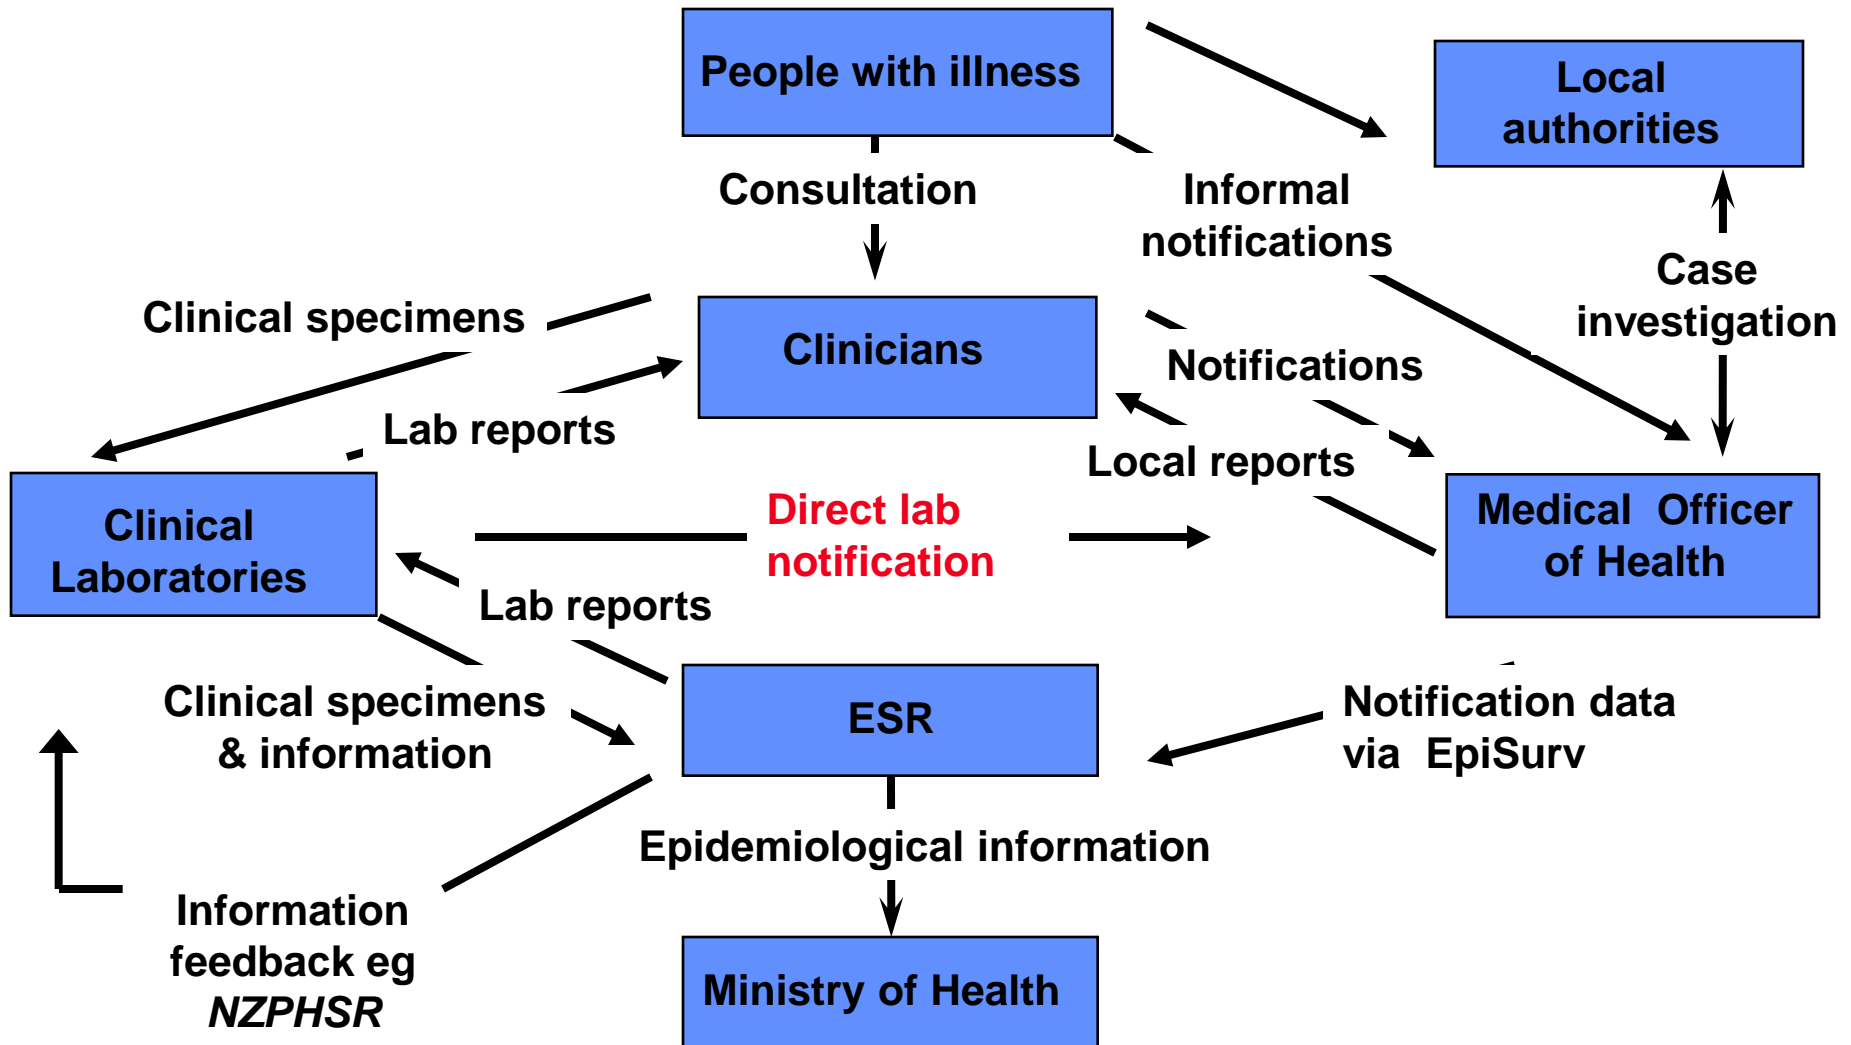 People with illness
Local
authorities
Consultation
Informal
notifications
Case
investigation
Clinical specimens
Clinicians
Notifications
Lab reports
Local reports
Clinical
Laboratories
Direct lab
notification
Medical Officer
of Health
Lab reports
Clinical specimens
& information
ESR
Notification data
via EpiSurv
Epidemiological information
Information
feedback eg
NZPHSR
Ministry of Health